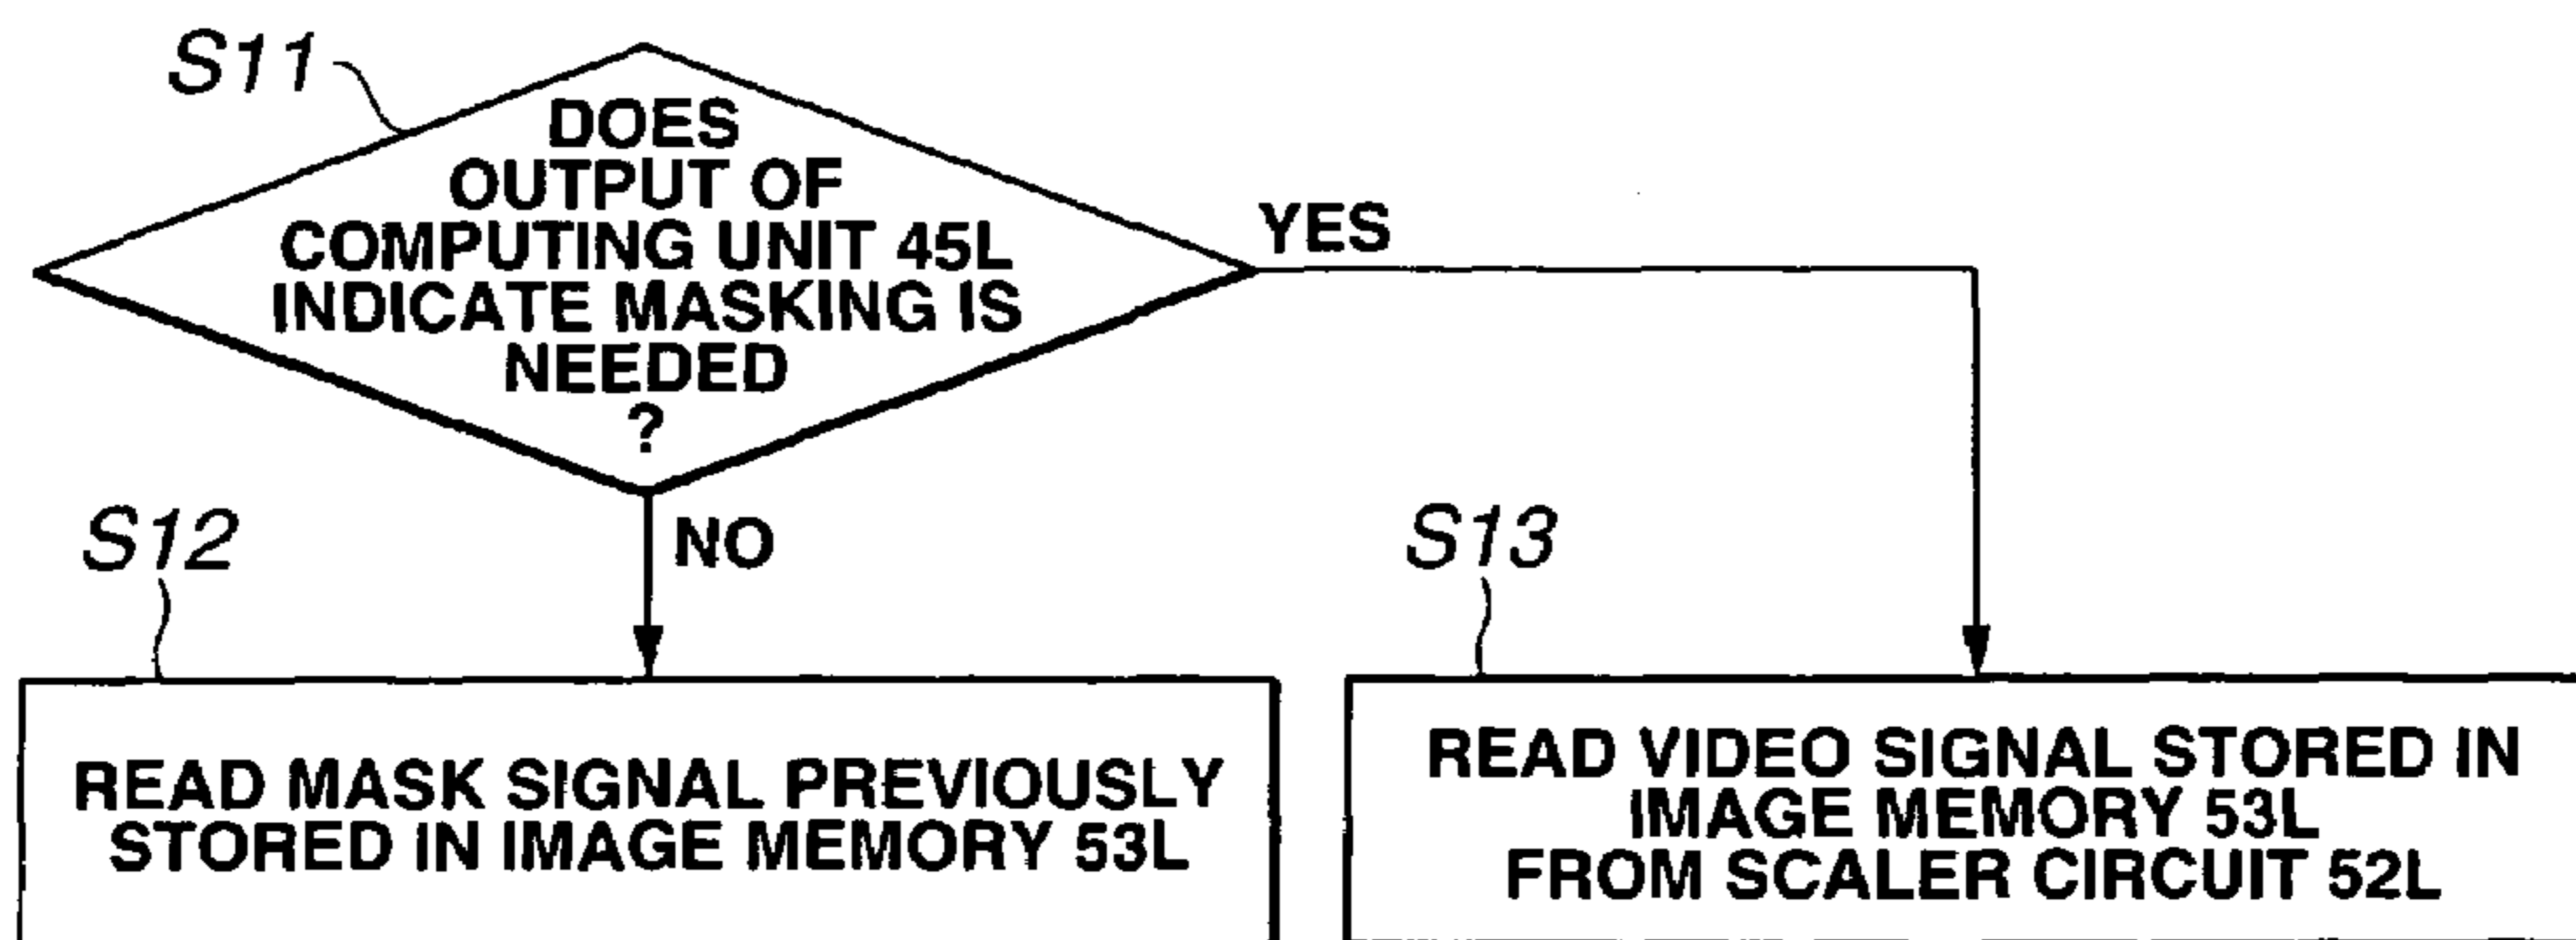 S11
DOES
OUTPUT OF
COMPUTING UNIT 45L
INDICATE MASKING IS
NEEDED
?
YES
NO
S12
READ MASK SIGNAL PREVIOUSLY
STORED IN IMAGE MEMORY 53L
S13
READ VIDEO SIGNAL STORED IN
IMAGE MEMORY 53L
FROM SCALER CIRCUIT 52L